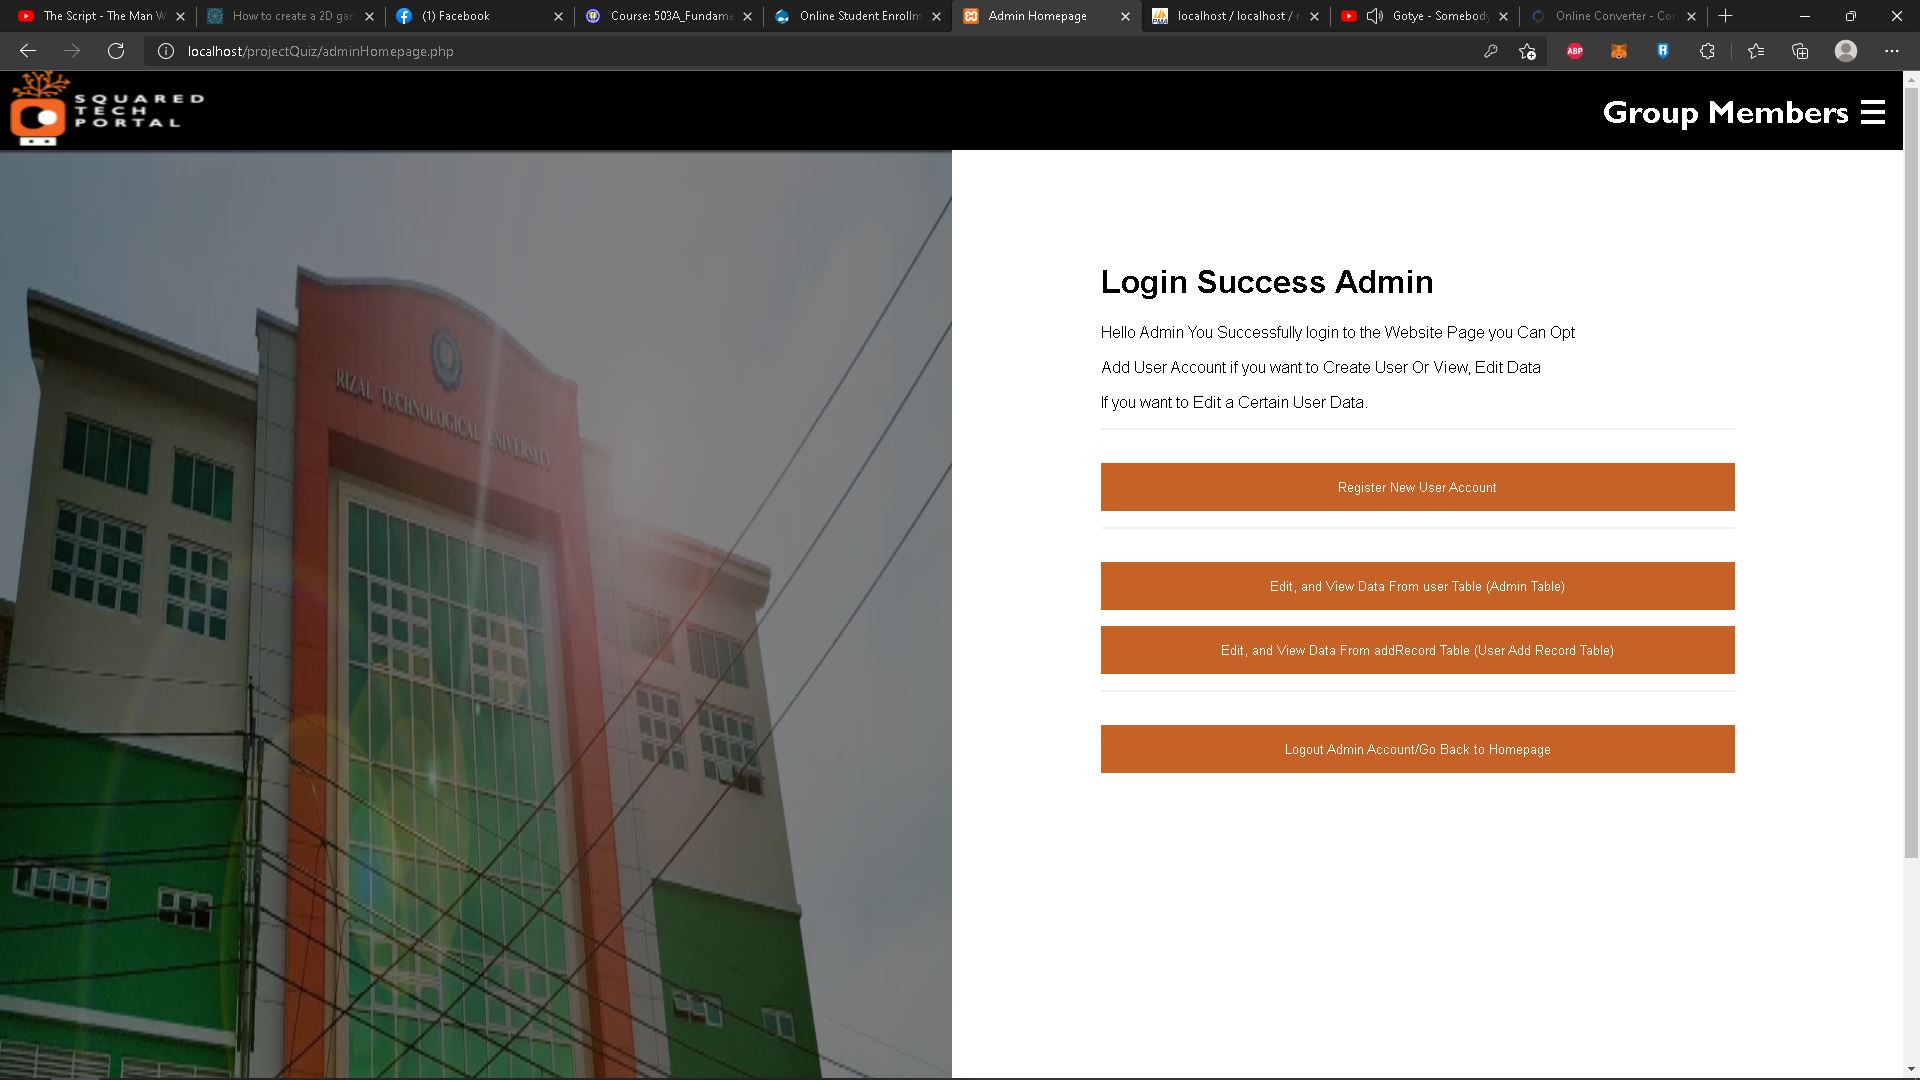 The Script - The Man W
How to create a 2D gan
(1) Facebook
Course: 503A_Fundame
Online Student Enrollm
Admin Homepage
localhost / localhost /
Gotye - Somebody
Online Converter - Con
localhost/projectQuiz/adminHomepage.php
ABP
SQUARED
TECH
PORTAL
Group Members
RIZAL TECHNOLOGICAL UNIVERSITY
Login Success Admin
Hello Admin You Successfully login to the Website Page you Can Opt
Add User Account if you want to Create User Or View, Edit Data
If you want to Edit a Certain User Data.
Register New User Account
Edit, and View Data From user Table (Admin Table)
Edit, and View Data From addRecord Table (User Add Record Table)
Logout Admin Account/Go Back to Homepage